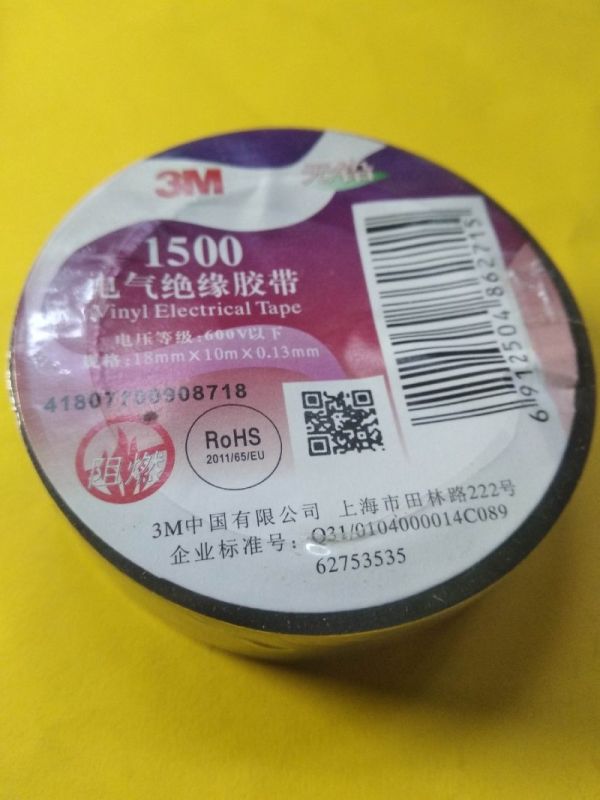 3M
无铅
1500
电气绝缘胶带
Vinyl Electrical Tape
电压等级:600V以下
规格:18mm×10m×0.13mm
41807100908718
阻燃
RoHS
2011/65/EU
6912504862715
3M中国有限公司 上海市田林路222号
企业标准号: Q31/0104000014C089
62753535